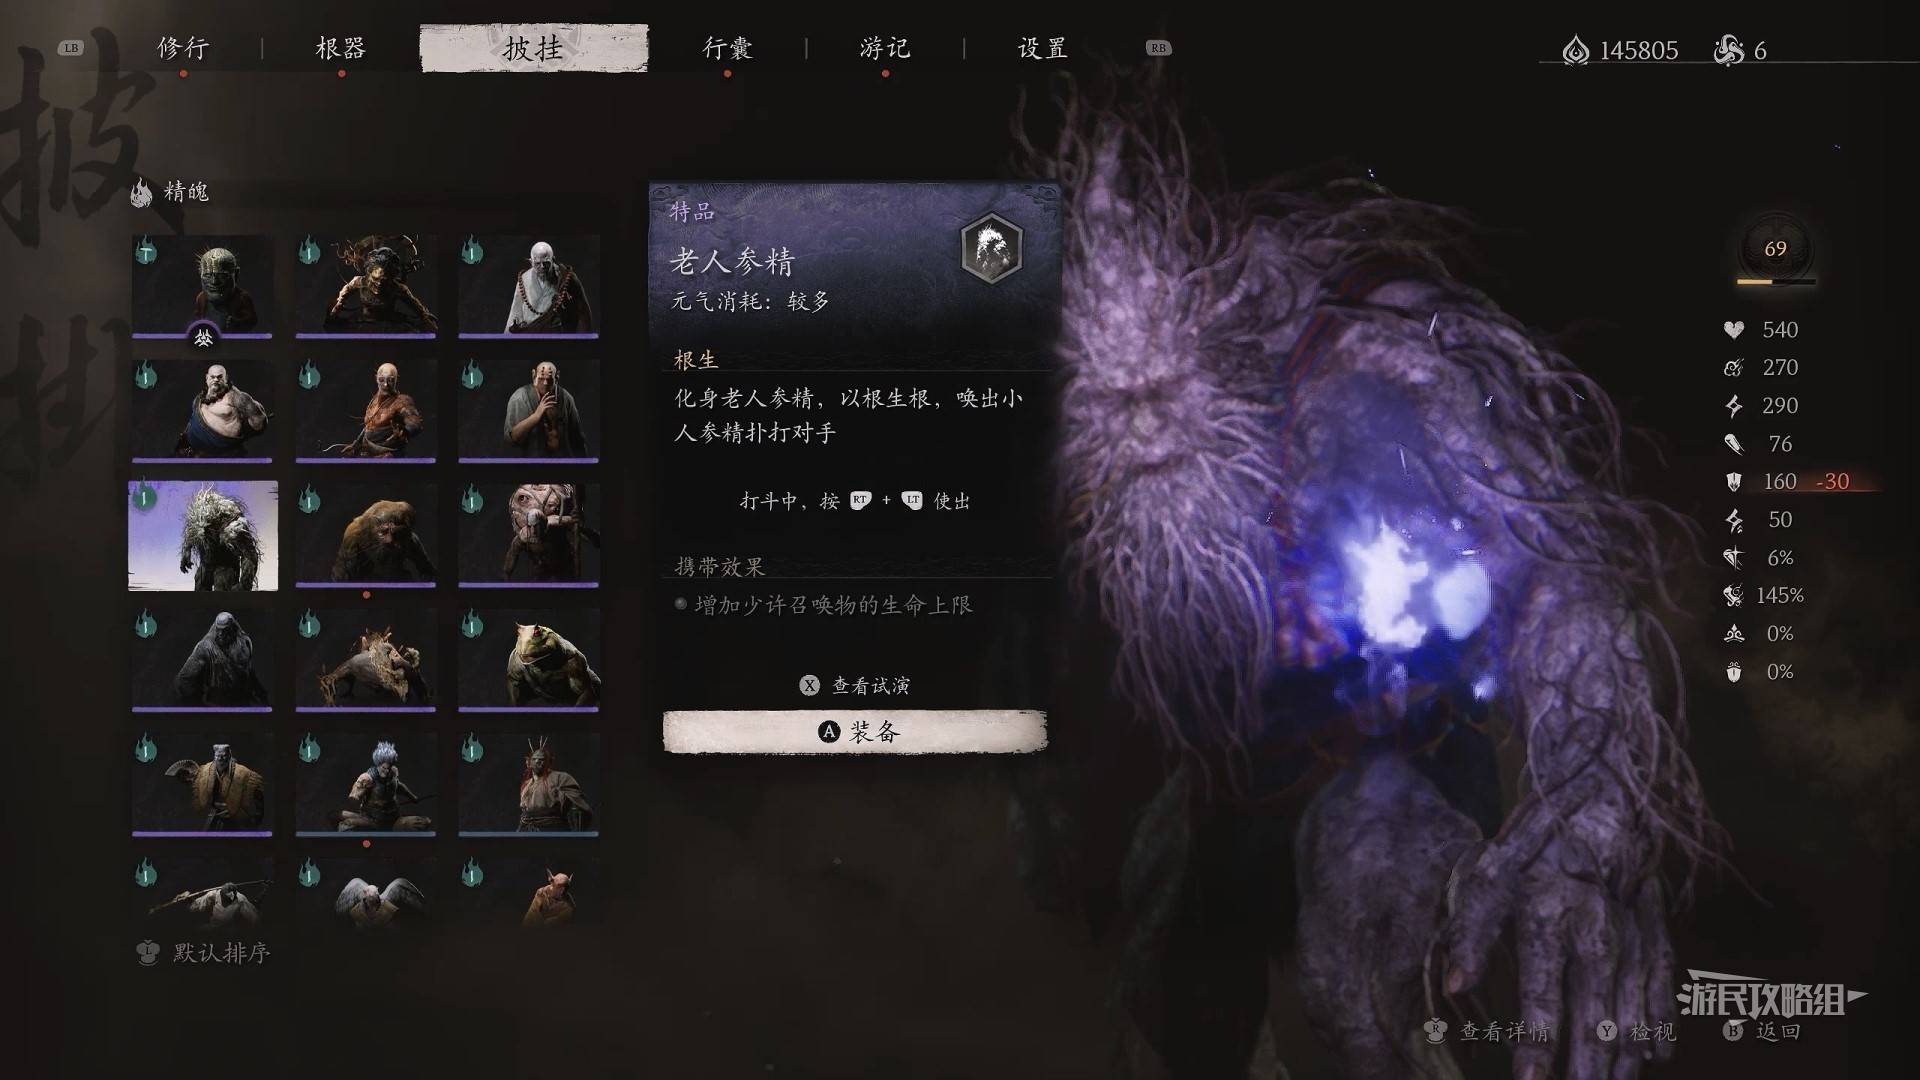 LB 修行 根器 披挂 行囊 游记 设置 RB
145805 6
披挂
精魄
特品
老人参精
元气消耗：较多
根生
化身老人参精，以根生根，唤出小
人参精扑打对手
打斗中，按 RT + LT 使出
携带效果
增加少许召唤物的生命上限
X 查看试演
A 装备
69
540
270
290
76
160 -30
50
6%
145%
0%
0%
L 默认排序
游民攻略组
R 查看详情 Y 检视 B 返回